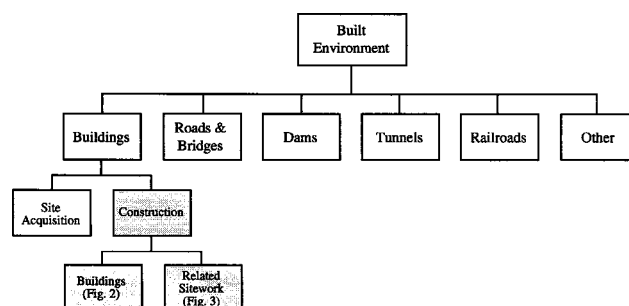 Built
Environment
Buildings
Roads &
Bridges
Dams
Tunnels
Railroads
Other
Site
Acquisition
Construction
Buildings
(Fig. 2)
Related
Sitework
(Fig. 3)